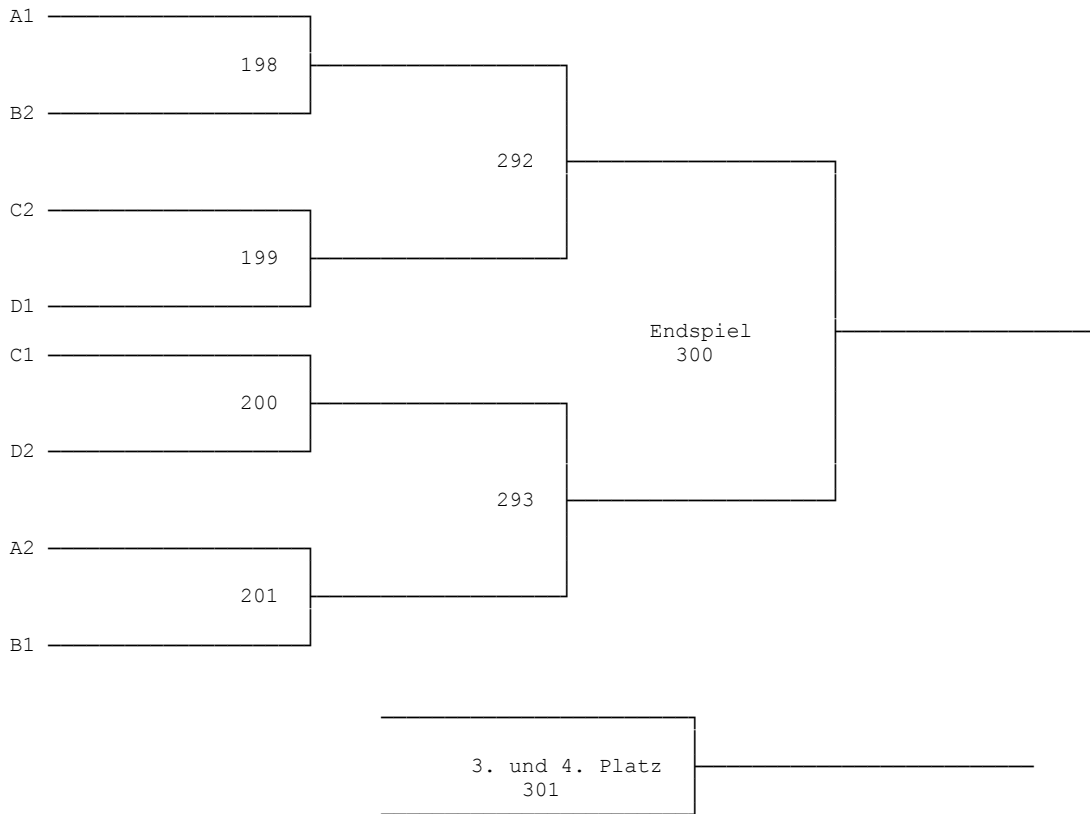 A1
198
B2
292
C2
199
D1
Endspiel
300
C1
200
D2
293
A2
201
B1
3. und 4. Platz
301